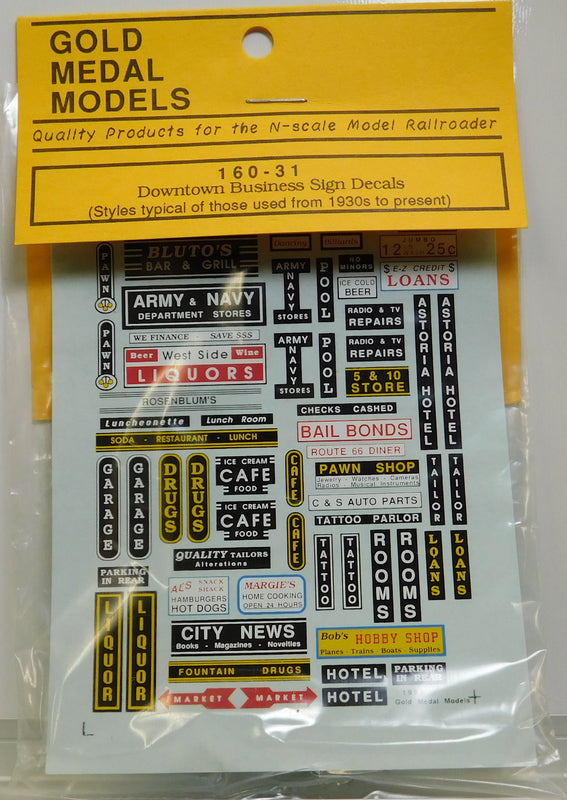 GOLD
MEDAL
MODELS
Quality Products for the N-scale Model Railroader
160-31
Downtown Business Sign Decals
(Styles typical of those used from 1930s to present)
PAWN
BLUTO'S
BAR & GRILL
Dancing
Billiards
JUMBO
12 25¢
ARMY
NAVY
STORES
POOL
NO
MINORS
ICE COLD
BEER
$ E-Z CREDIT $
LOANS
ARMY & NAVY
DEPARTMENT STORES
RADIO & TV
REPAIRS
ASTORIA HOTEL
ASTORIA HOTEL
PAWN
WE FINANCE - SAVE $$$
Beer West Side Wine
LIQUORS
ARMY
NAVY
STORES
POOL
RADIO & TV
REPAIRS
5 & 10
STORE
ROSENBLUM'S
CHECKS CASHED
Luncheonette
Lunch Room
BAIL BONDS
SODA - RESTAURANT - LUNCH
ROUTE 66 DINER
GARAGE
GARAGE
DRUGS
DRUGS
ICE CREAM
CAFE
FOOD
CAFE
PAWN SHOP
Jewelry - Watches - Cameras
Radios - Musical Instruments
TAILOR
TAILOR
C & S AUTO PARTS
ICE CREAM
CAFE
FOOD
CAFE
TATTOO PARLOR
QUALITY TAILORS
Alterations
TATTOO
TATTOO
ROOMS
ROOMS
LOANS
LOANS
PARKING
IN REAR
AL'S SNACK
SHACK
HAMBURGERS
HOT DOGS
MARGIE'S
HOME COOKING
OPEN 24 HOURS
LIQUOR
LIQUOR
CITY NEWS
Books - Magazines - Novelties
Bob's HOBBY SHOP
Planes - Trains - Boats - Supplies
FOUNTAIN DRUGS
HOTEL
PARKING
IN REAR
MARKET
MARKET
HOTEL
Gold Medal Models